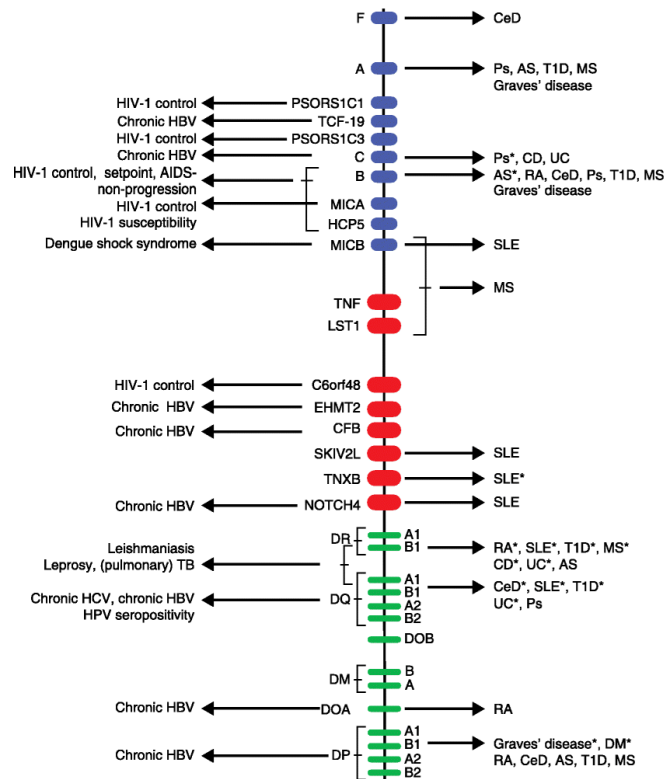 F CeD
A Ps, AS, T1D, MS
Graves' disease
HIV-1 control PSORS1C1
Chronic HBV TCF-19
HIV-1 control PSORS1C3
Chronic HBV C Ps*, CD, UC
HIV-1 control, setpoint, AIDS-
non-progression
B AS*, RA, CeD, Ps, T1D, MS
Graves' disease
HIV-1 control MICA
HIV-1 susceptibility HCP5
Dengue shock syndrome MICB SLE
MS
TNF
LST1
HIV-1 control C6orf48
Chronic HBV EHMT2
Chronic HBV CFB
SKIV2L SLE
TNXB SLE*
Chronic HBV NOTCH4 SLE
DR A1
B1 RA*, SLE*, T1D*, MS*
CD*, UC*, AS
Leishmaniasis
Leprosy, (pulmonary) TB
A1 CeD*, SLE*, T1D*
UC*, Ps
Chronic HCV, chronic HBV DQ B1
HPV seropositivity A2
B2
DOB
DM B
A
Chronic HBV DOA RA
A1
B1 Graves' disease*, DM*
RA, CeD, AS, T1D, MS
Chronic HBV DP A2
B2